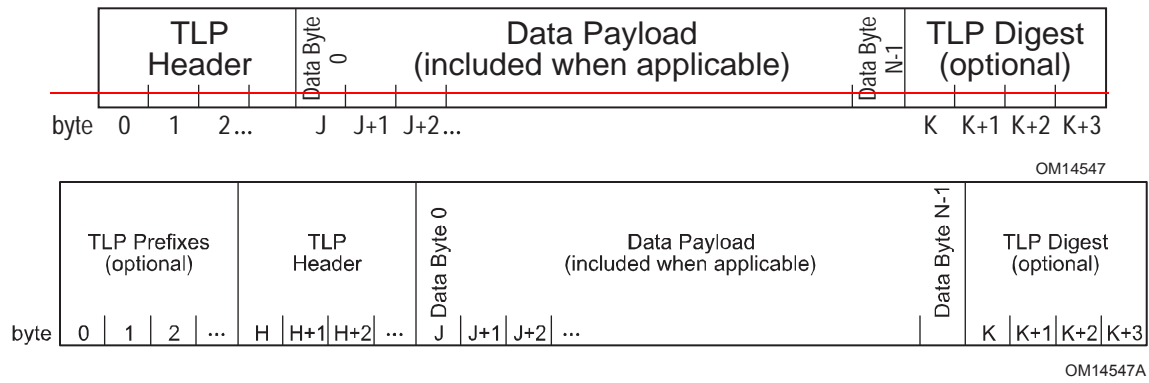 TLP Header
Data Byte 0
Data Payload
(included when applicable)
Data Byte N-1
TLP Digest
(optional)
byte 0 1 2... J J+1 J+2... K K+1 K+2 K+3
OM14547
TLP Prefixes
(optional)
TLP
Header
Data Byte 0
Data Payload
(included when applicable)
Data Byte N-1
TLP Digest
(optional)
byte 0 1 2 ... H H+1 H+2 ... J J+1 J+2 ... K K+1 K+2 K+3
OM14547A